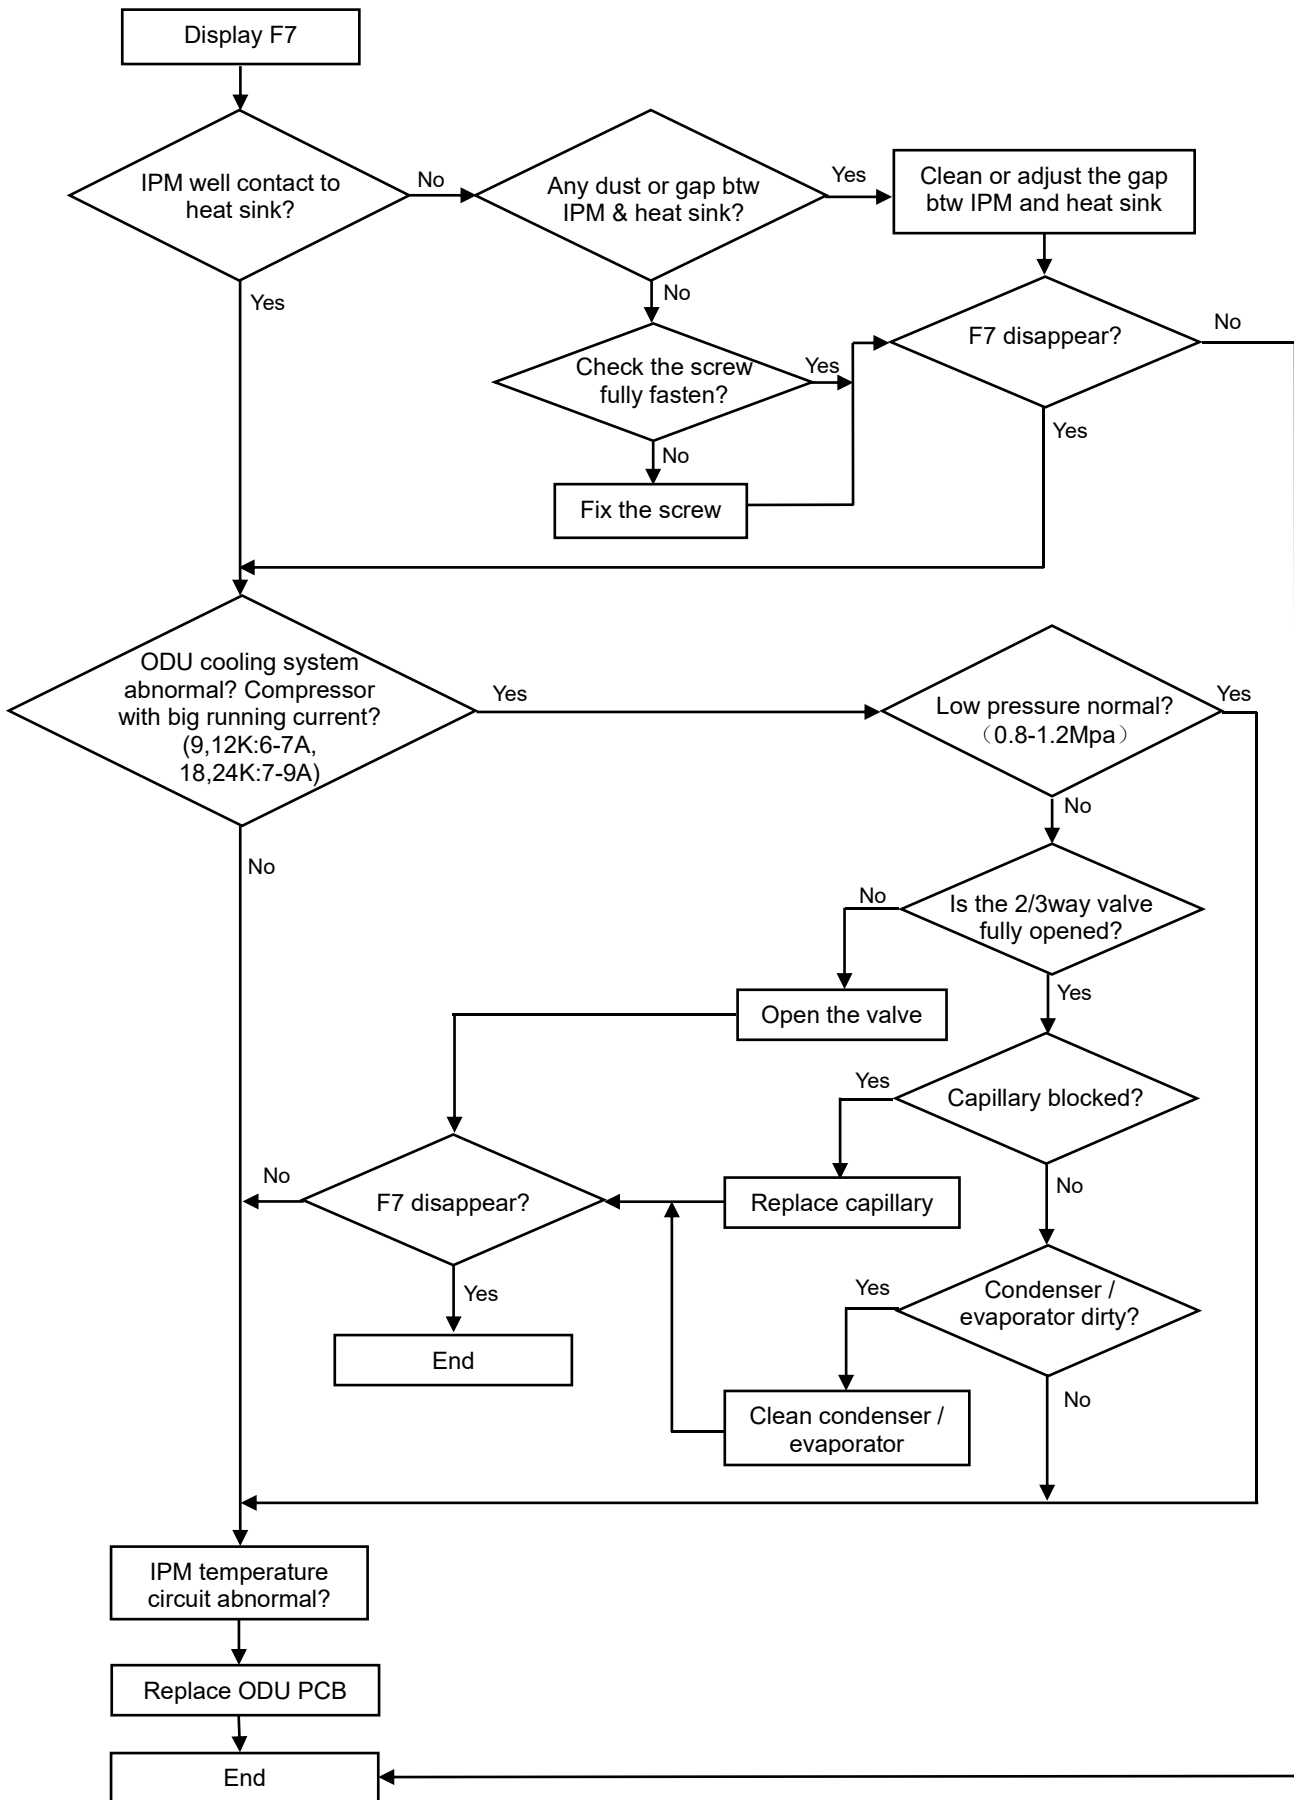 Display F7
IPM well contact to
heat sink?
No
Any dust or gap btw
IPM & heat sink?
Yes
Clean or adjust the gap
btw IPM and heat sink
Yes
No
F7 disappear?
No
Check the screw
fully fasten?
Yes
Yes
No
Fix the screw
ODU cooling system
abnormal? Compressor
with big running current?
(9,12K:6-7A,
18,24K:7-9A)
Yes
Low pressure normal?
（0.8-1.2Mpa）
Yes
No
No
Is the 2/3way valve
fully opened?
No
Yes
Open the valve
Capillary blocked?
Yes
No
Replace capillary
F7 disappear?
No
Yes
End
Condenser /
evaporator dirty?
Yes
No
Clean condenser /
evaporator
IPM temperature
circuit abnormal?
Replace ODU PCB
End